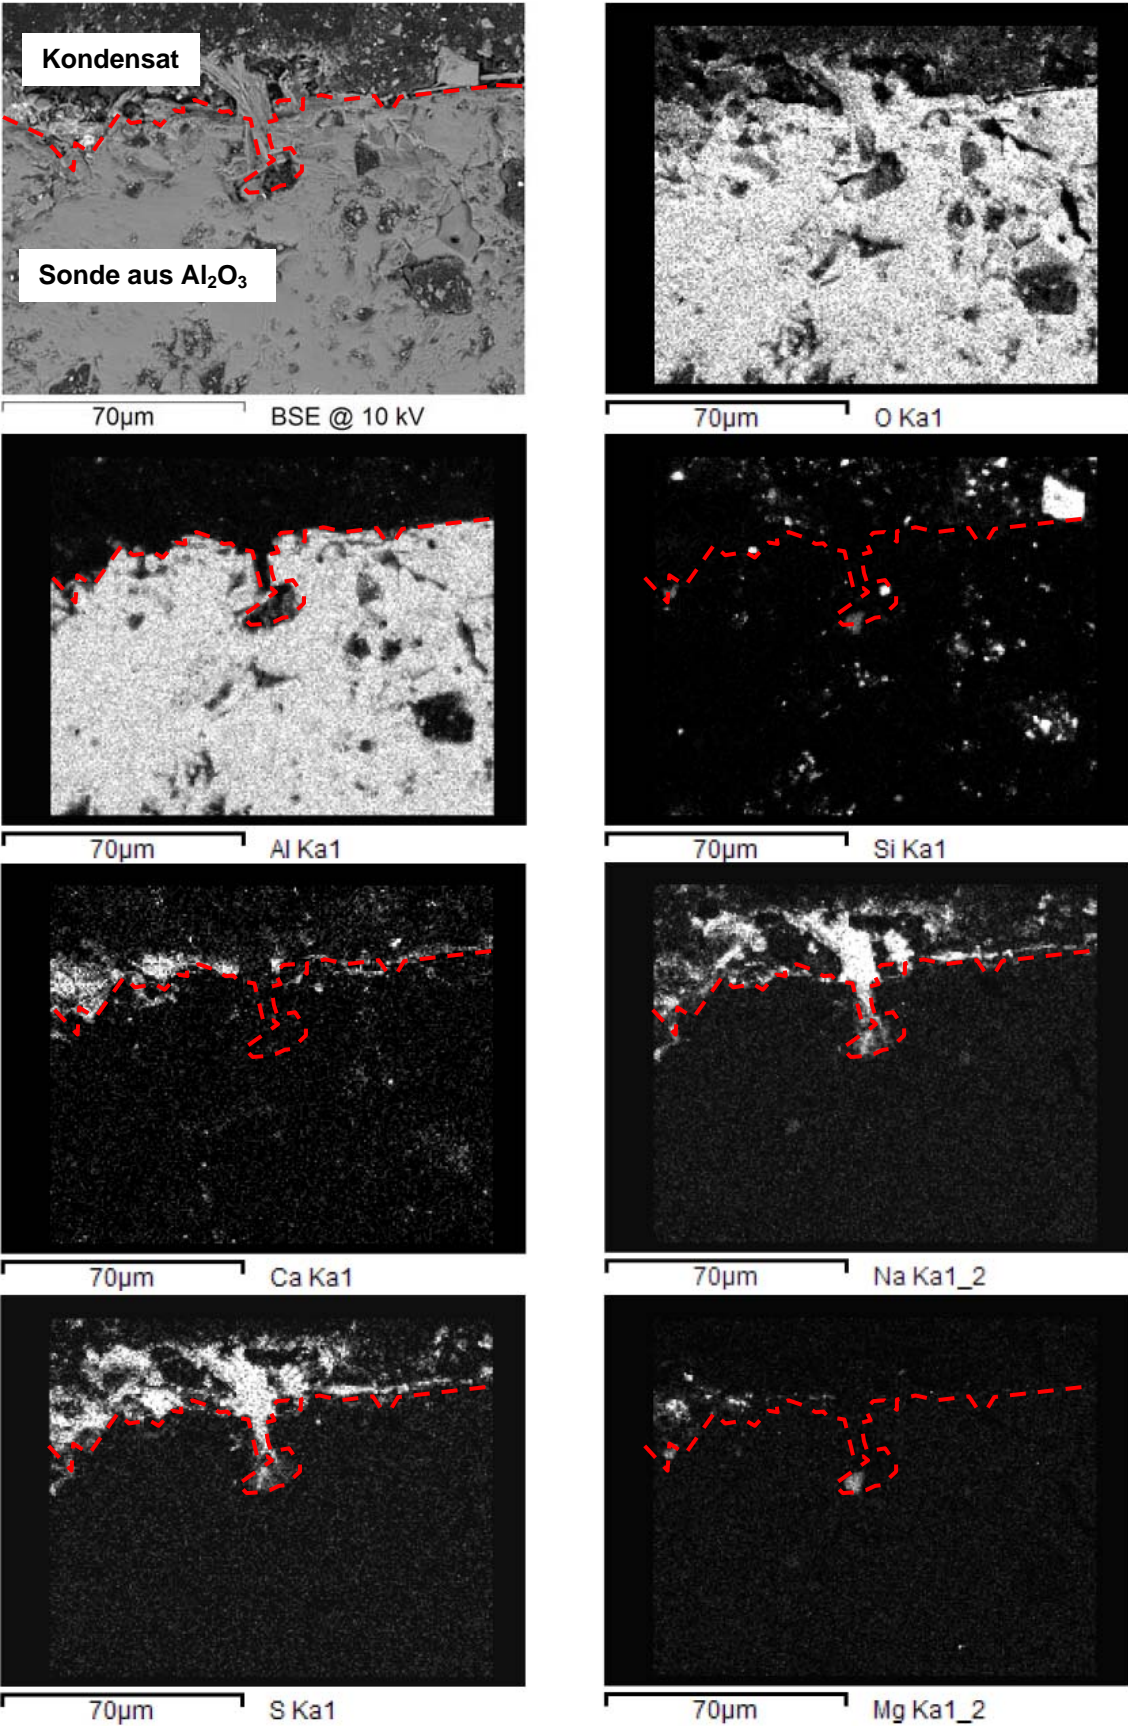 Kondensat
Sonde aus Al₂O₃
70µm BSE @ 10 kV
70µm O Ka1
70µm Al Ka1
70µm Si Ka1
70µm Ca Ka1
70µm Na Ka1_2
70µm S Ka1
70µm Mg Ka1_2